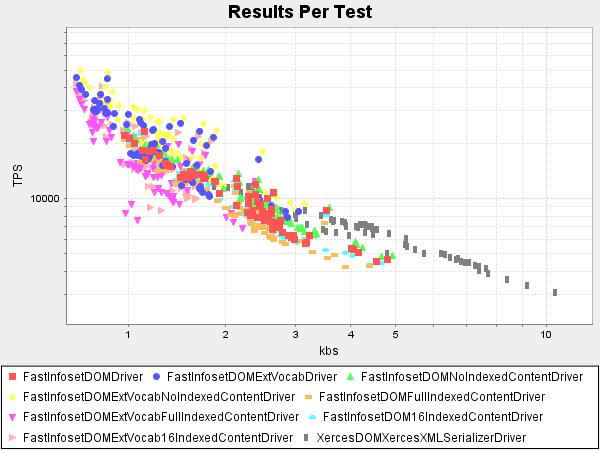 Results Per Test
TPS
10000
1 2 3 4 5 10
kbs
FastInfosetDOMDriver FastInfosetDOMExtVocabDriver FastInfosetDOMNoIndexedContentDriver
FastInfosetDOMExtVocabNoIndexedContentDriver FastInfosetDOMFullIndexedContentDriver
FastInfosetDOMExtVocabFullIndexedContentDriver FastInfosetDOM16IndexedContentDriver
FastInfosetDOMExtVocab16IndexedContentDriver XercesDOMXercesXMLSerializerDriver